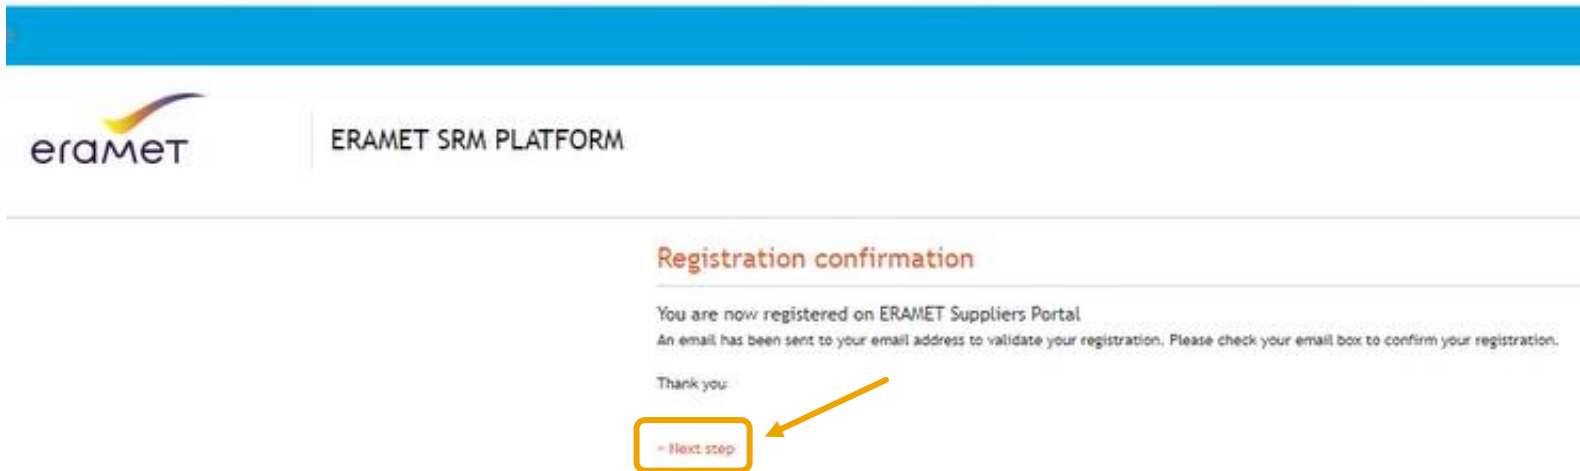 eramet
ERAMET SRM PLATFORM
Registration confirmation
You are now registered on ERAMET Suppliers Portal
An email has been sent to your email address to validate your registration. Please check your email box to confirm your registration.
Thank you
Next step